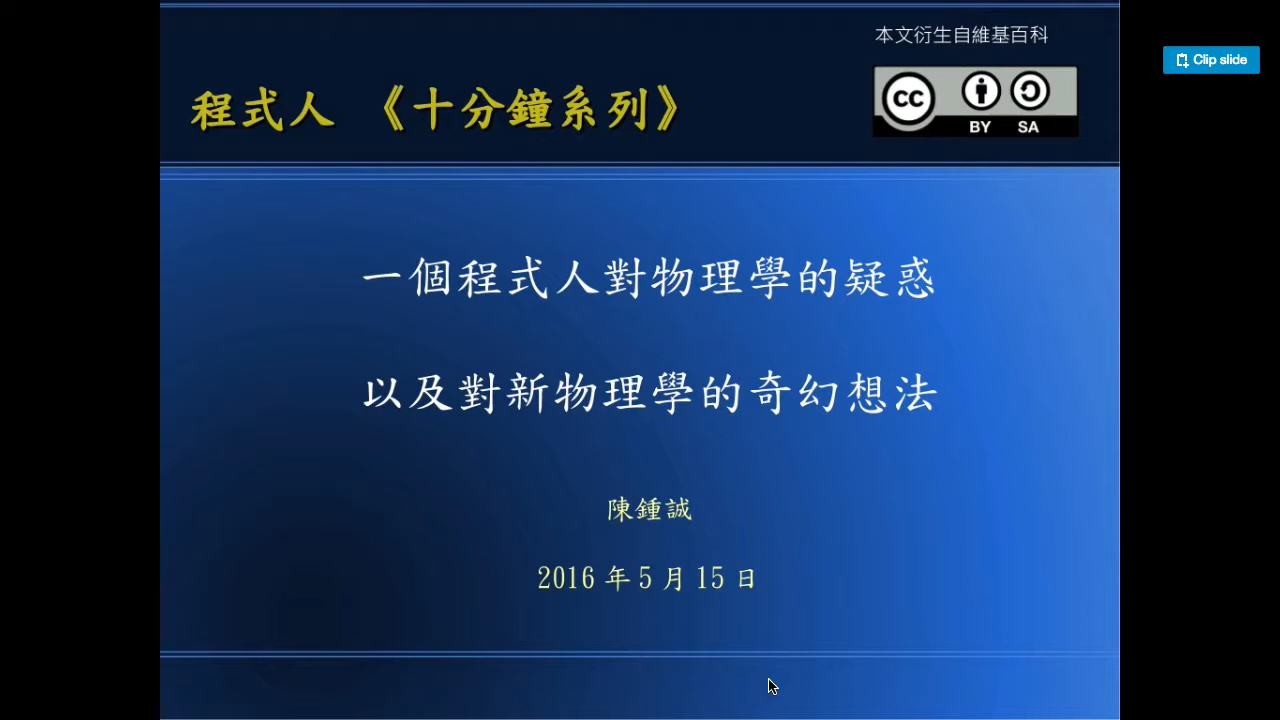 本文衍生自維基百科
Clip slide
程式人 《十分鐘系列》
cc
BY SA
一個程式人對物理學的疑惑
以及對新物理學的奇幻想法
陳鍾誠
2016 年 5 月 15 日